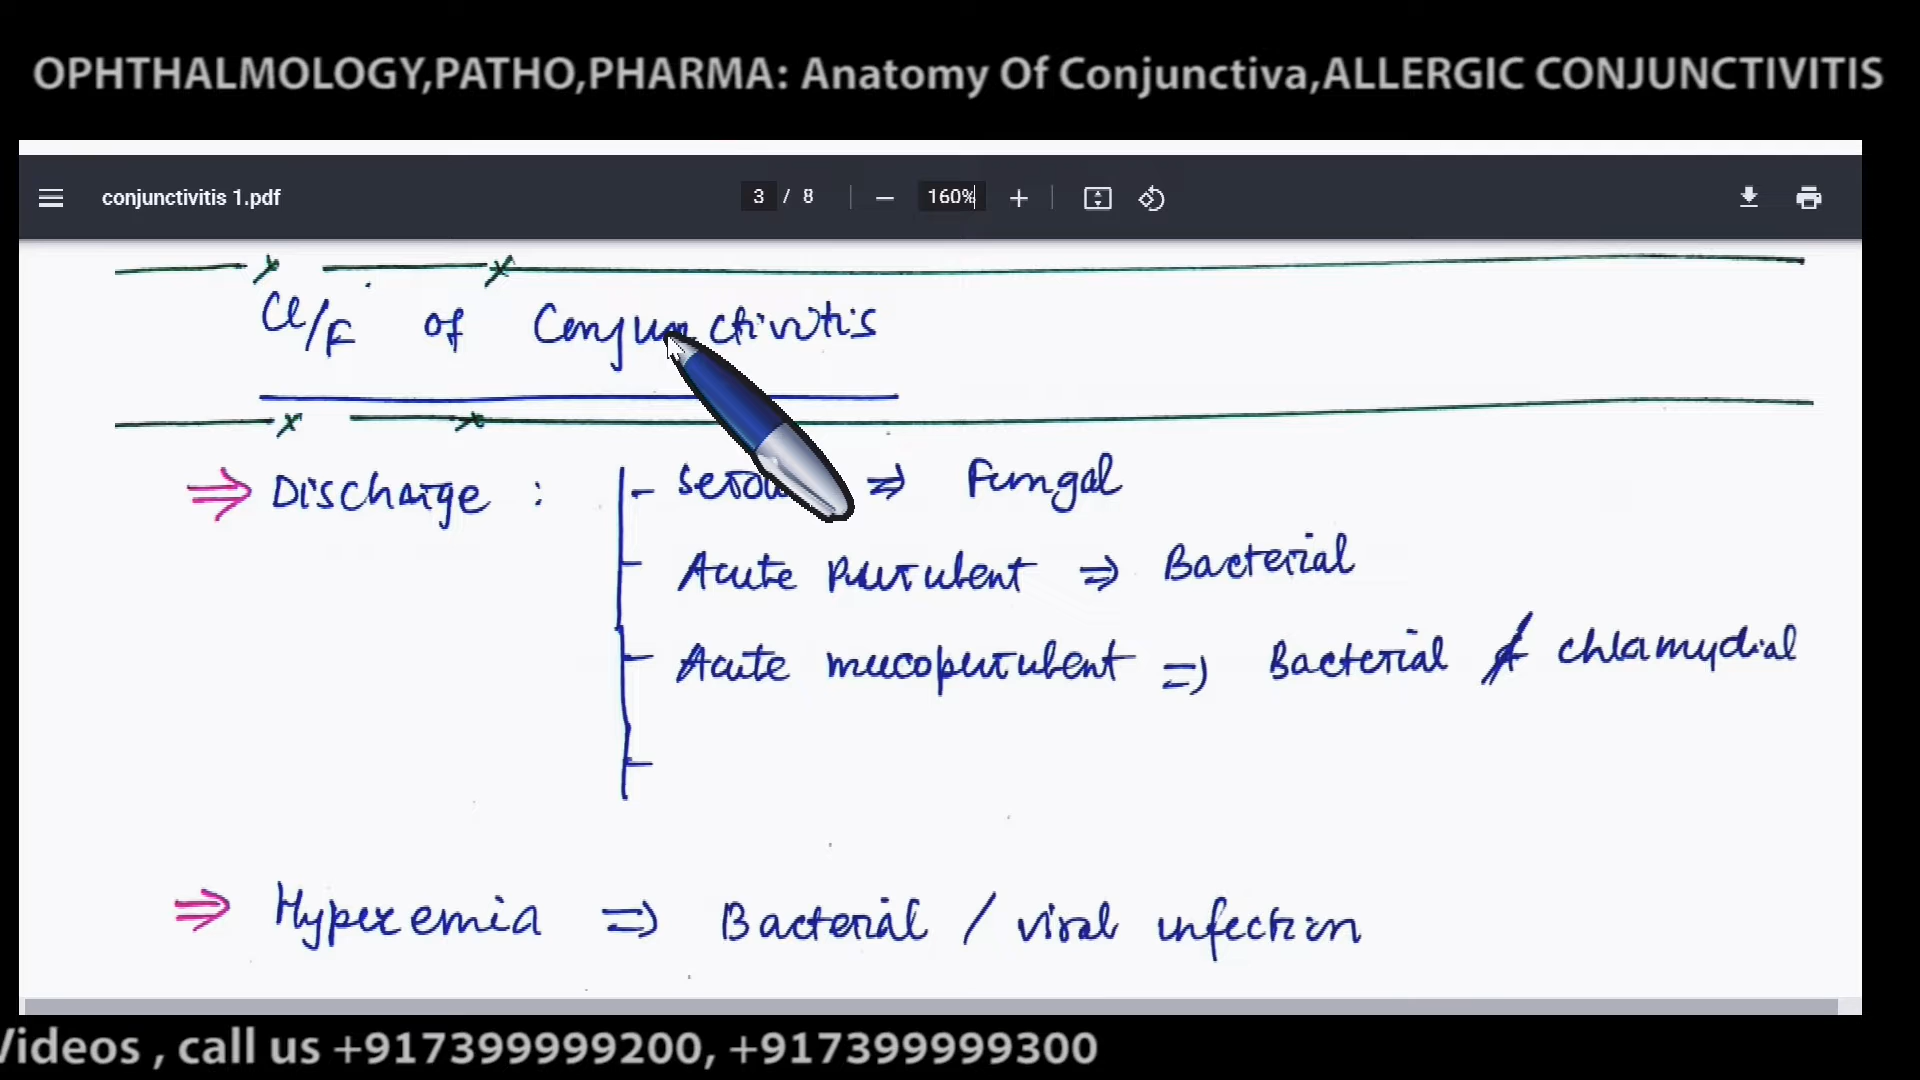 OPHTHALMOLOGY,PATHO,PHARMA: Anatomy Of Conjunctiva,ALLERGIC CONJUNCTIVITIS
conjunctivitis 1.pdf 3 / 8 160%
Cl/F of Conjunctivitis
⇒ Discharge : - Serou ⇒ Fungal
- Acute purulent ⇒ Bacterial
- Acute mucopurulent ⇒ Bacterial & chlamydial
-
⇒ Hyperemia ⇒ Bacterial / viral infection
Videos , call us +917399999200, +917399999300